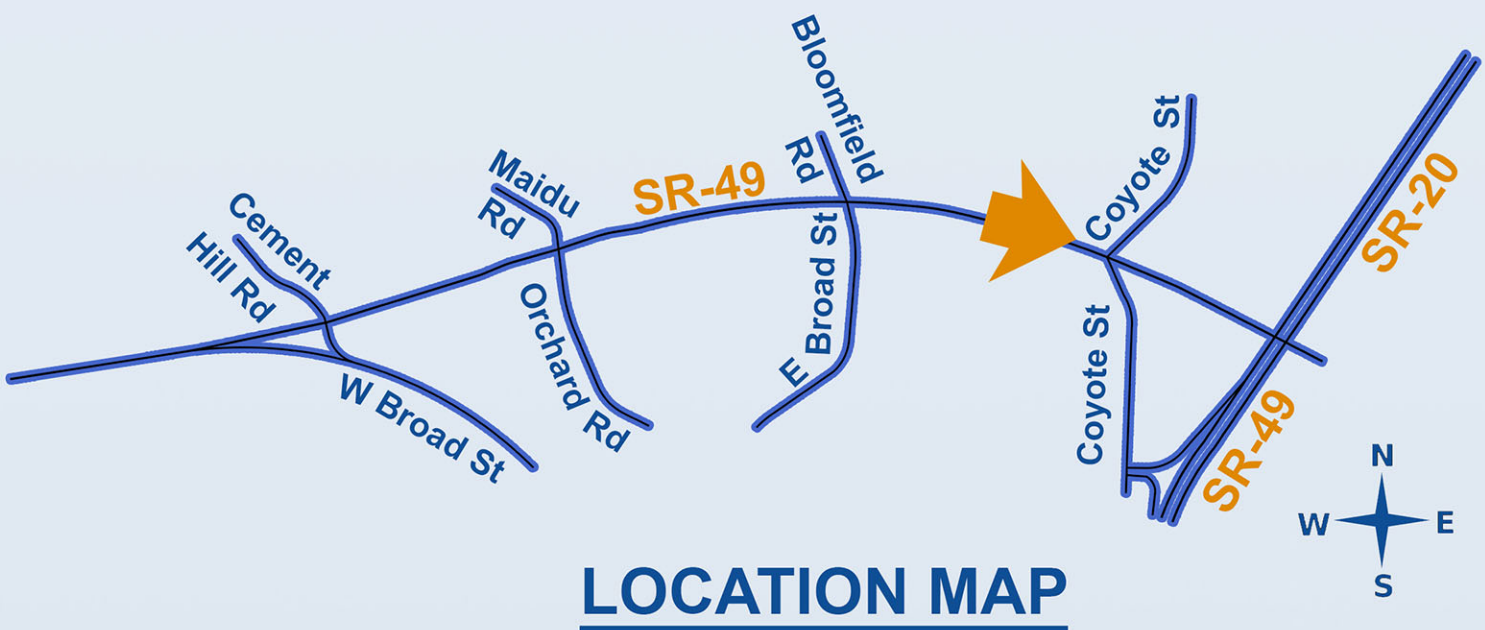 Cement
Hill Rd
W Broad St
Maidu
Rd
Orchard Rd
SR-49
Bloomfield
Rd
E Broad St
Coyote St
Coyote St
SR-20
SR-49
N
W E
S
LOCATION MAP